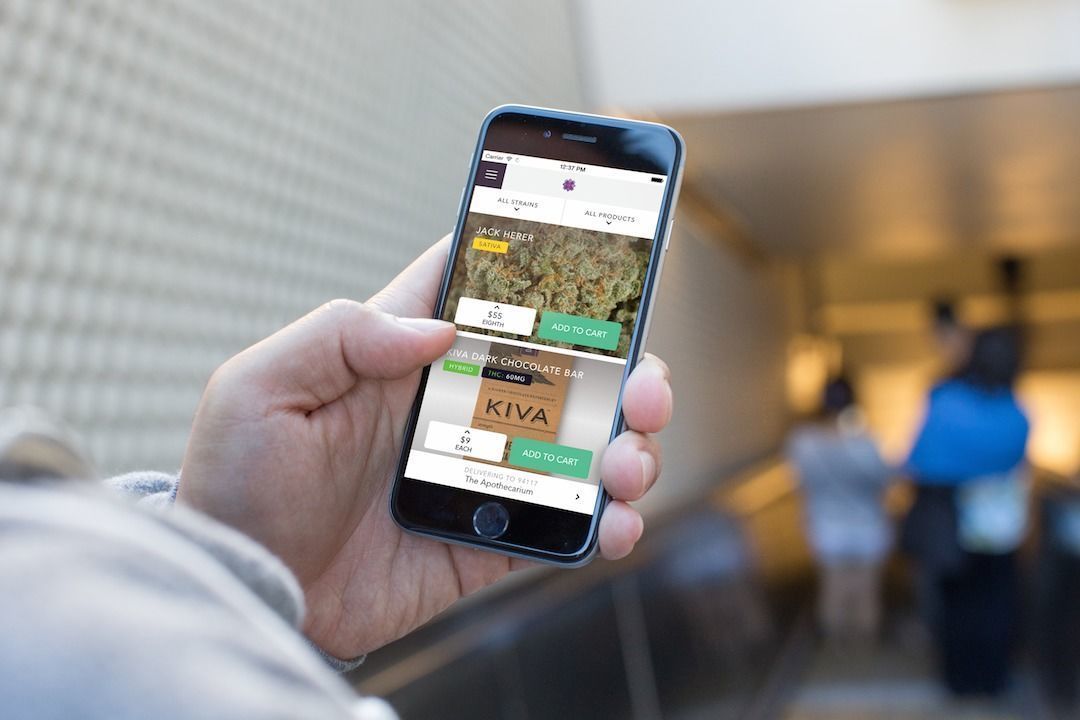 Carrier
12:37 PM
ALL STRAINS
ALL PRODUCTS
JACK HERER
SATIVA
$55
EIGHTH
ADD TO CART
KIVA DARK CHOCOLATE BAR
HYBRID
THC: 60MG
KIVA
$9
EACH
ADD TO CART
DELIVERING TO 94117
The Apothecarium